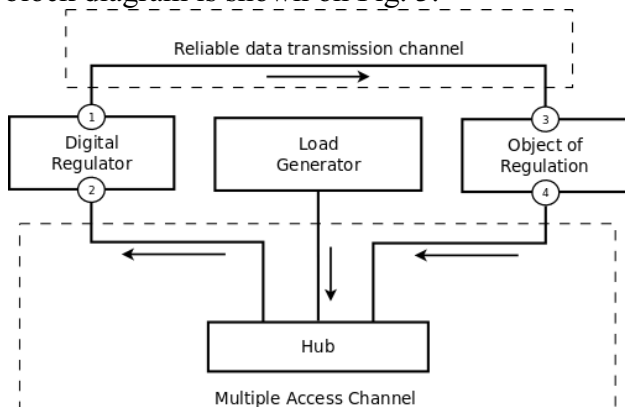 block diagram is shown on Fig. 3.
Reliable data transmission channel
1
3
Digital
Regulator
Load
Generator
Object of
Regulation
2
4
Hub
Multiple Access Channel